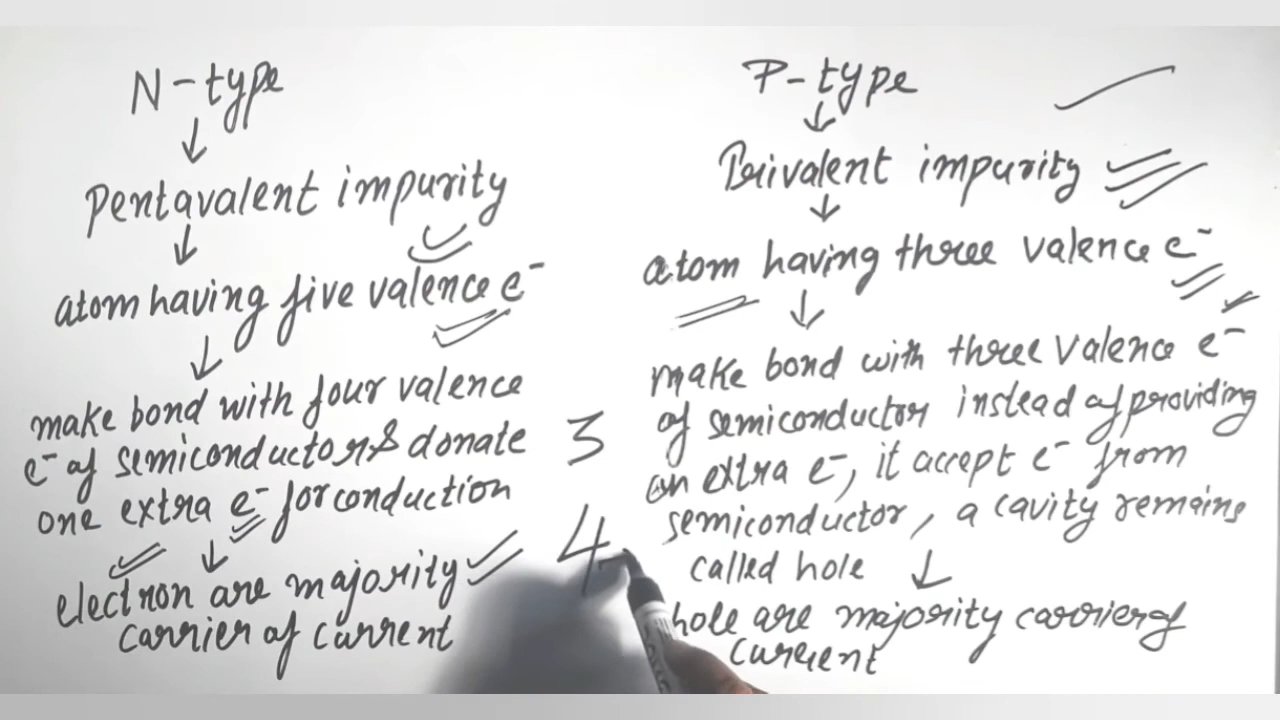 N-type
↓
Pentavalent impurity
↓
atom having five valence e⁻
↓
make bond with four valence
e⁻ of semiconductor & donate
one extra e⁻ for conduction
↓
electron are majority
carrier of current
3
4
P-type
↓
Trivalent impurity
↓
atom having three valence e⁻
↓
make bond with three valence e⁻
of semiconductor instead of providing
an extra e⁻, it accept e⁻ from
semiconductor, a cavity remains
called hole
↓
hole are majority carrier of
current